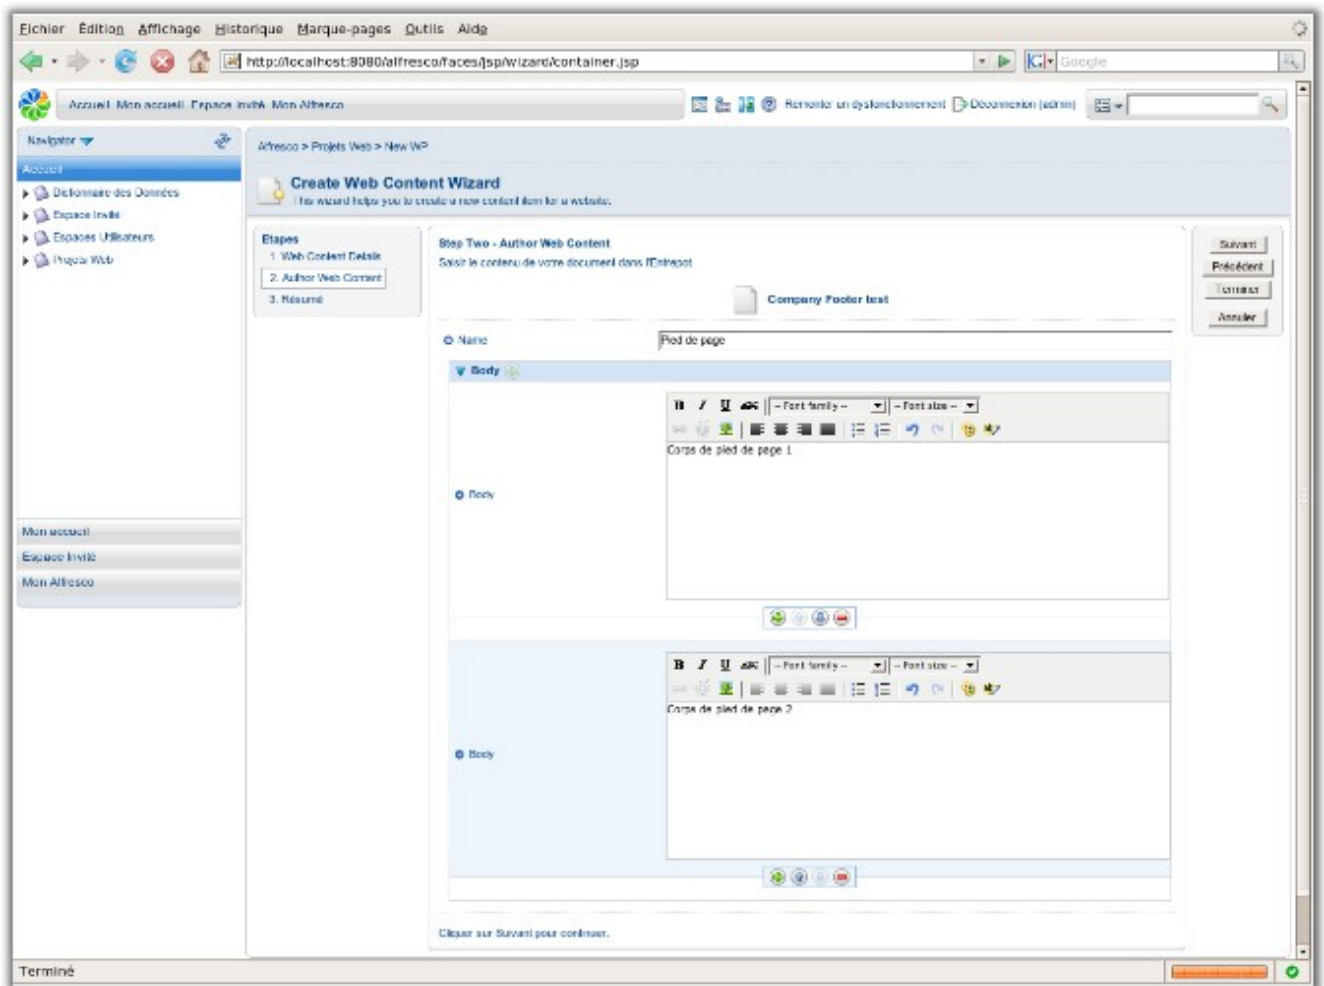 Fichier Édition Affichage Historique Marque-pages Outils Aide
http://localhost:8080/alfresco/faces/jsp/wizard/container.jsp
Google
Accueil Mon accueil Espace Invité Mon Alfresco
Remonter un dysfonctionnement Déconnexion (admin)
Navigator
Alfresco > Projets Web > New WP
Accueil
Dictionnaire des Données
Espace Invité
Espaces Utilisateurs
Projets Web
Create Web Content Wizard
This wizard helps you to create a new content item for a website.
Etapes
1. Web Content Details
2. Author Web Content
3. Résumé
Step Two - Author Web Content
Saisir le contenu de votre document dans l'Entrepot
Company Footer test
Suivant
Précédent
Terminer
Annuler
Name
Pied de page
Body
B I U ABC -- Font family -- -- Font size --
Corps de pied de page 1
Body
B I U ABC -- Font family -- -- Font size --
Corps de pied de page 2
Body
Mon accueil
Espace Invité
Mon Alfresco
Cliquer sur Suivant pour continuer.
Terminé